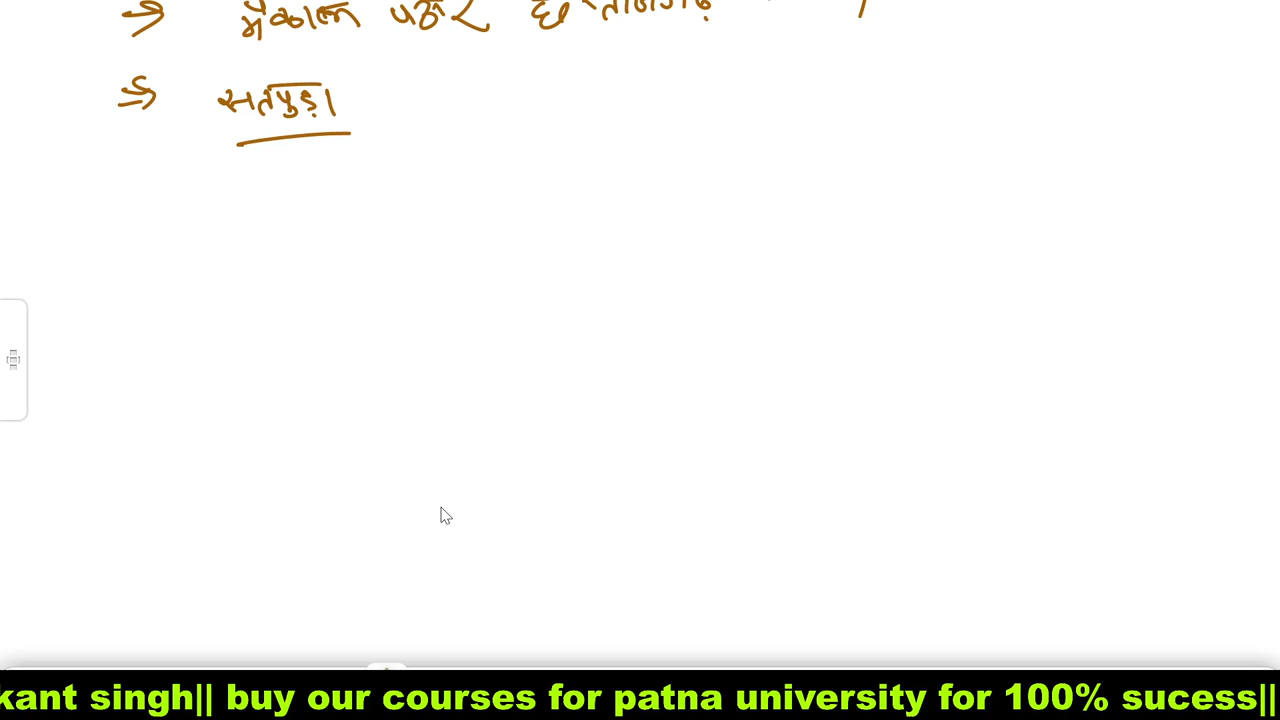 ⇒ मैकाल
⇒ सतपुड़ा
kant singh|| buy our courses for patna university for 100% sucess||